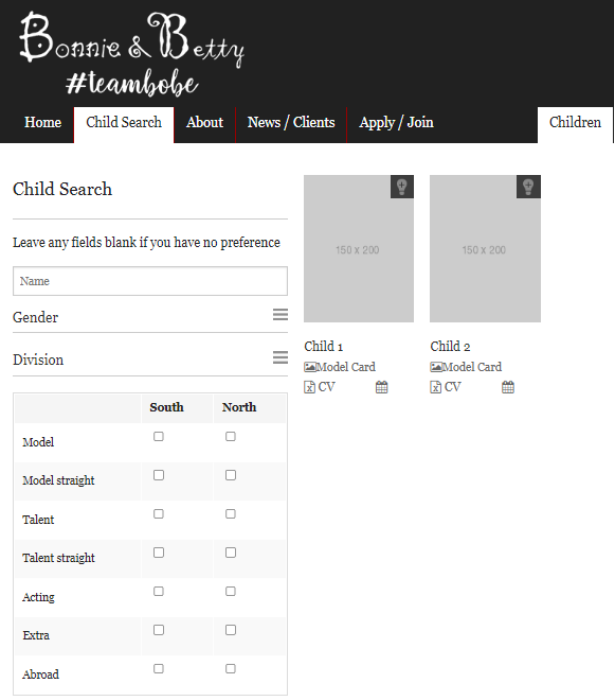 Bonnie & Betty
#teambobe
Home Child Search About News / Clients Apply / Join Children
Child Search
Leave any fields blank if you have no preference
Name
Gender
Division
South North
Model
Model straight
Talent
Talent straight
Acting
Extra
Abroad
150 x 200 150 x 200
Child 1 Child 2
Model Card Model Card
CV CV